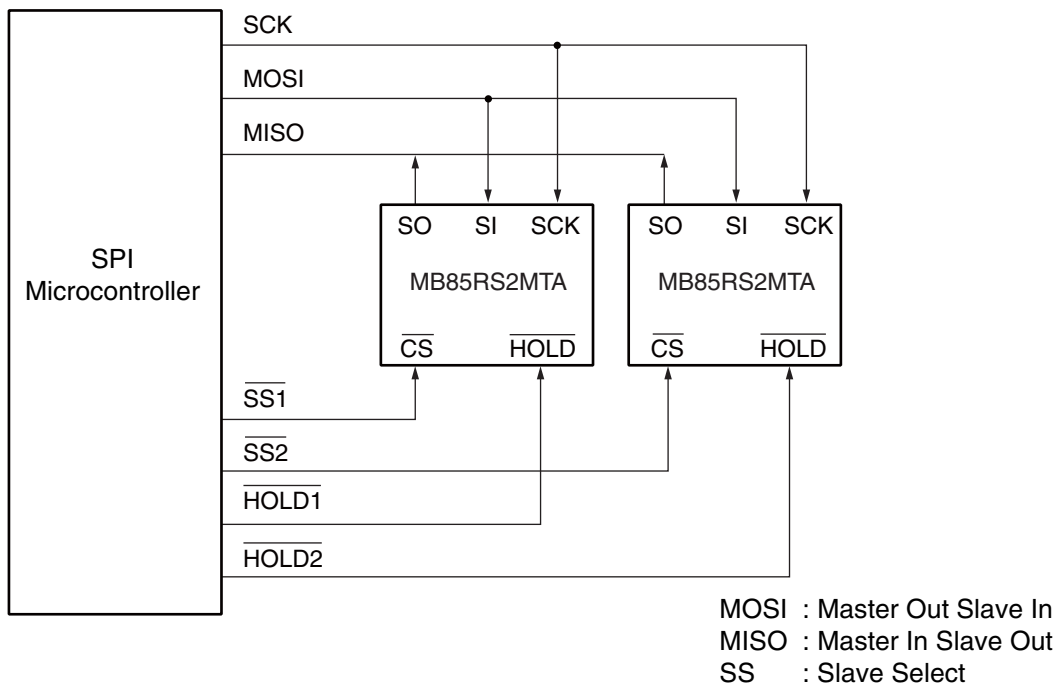 SCK
MOSI
MISO
SPI
Microcontroller
SO SI SCK
MB85RS2MTA
CS HOLD
SO SI SCK
MB85RS2MTA
CS HOLD
SS1
SS2
HOLD1
HOLD2
MOSI : Master Out Slave In
MISO : Master In Slave Out
SS : Slave Select